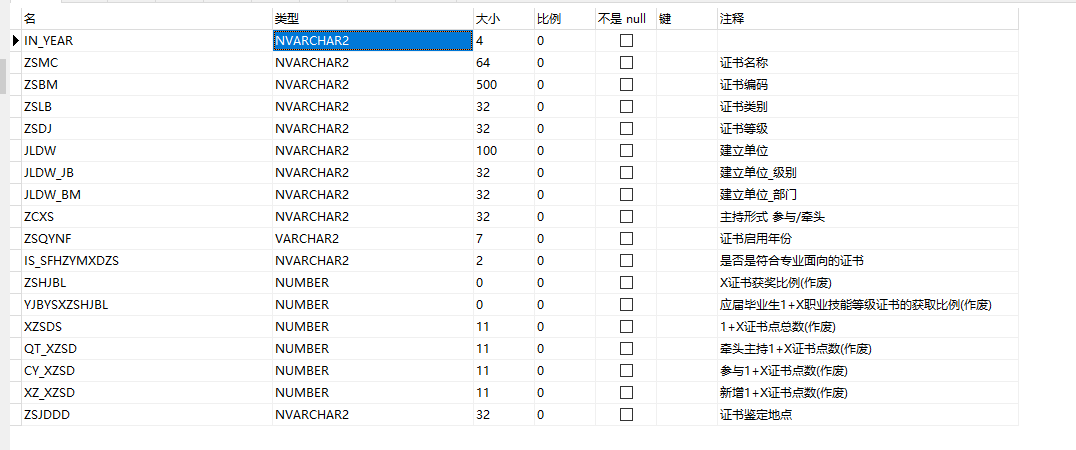 名 类型 大小 比例 不是 null 键 注释
IN_YEAR NVARCHAR2 4 0
ZSMC NVARCHAR2 64 0 证书名称
ZSBM NVARCHAR2 500 0 证书编码
ZSLB NVARCHAR2 32 0 证书类别
ZSDJ NVARCHAR2 32 0 证书等级
JLDW NVARCHAR2 100 0 建立单位
JLDW_JB NVARCHAR2 32 0 建立单位_级别
JLDW_BM NVARCHAR2 32 0 建立单位_部门
ZCXS NVARCHAR2 32 0 主持形式 参与/牵头
ZSQYNF VARCHAR2 7 0 证书启用年份
IS_SFHZYMXDZS NVARCHAR2 2 0 是否是符合专业面向的证书
ZSHJBL NUMBER 0 0 X证书获奖比例(作废)
YJBYSXZSHJBL NUMBER 0 0 应届毕业生1+X职业技能等级证书的获取比例(作废)
XZSDS NUMBER 11 0 1+X证书点总数(作废)
QT_XZSD NUMBER 11 0 牵头主持1+X证书点数(作废)
CY_XZSD NUMBER 11 0 参与1+X证书点数(作废)
XZ_XZSD NUMBER 11 0 新增1+X证书点数(作废)
ZSJDDD NVARCHAR2 32 0 证书鉴定地点